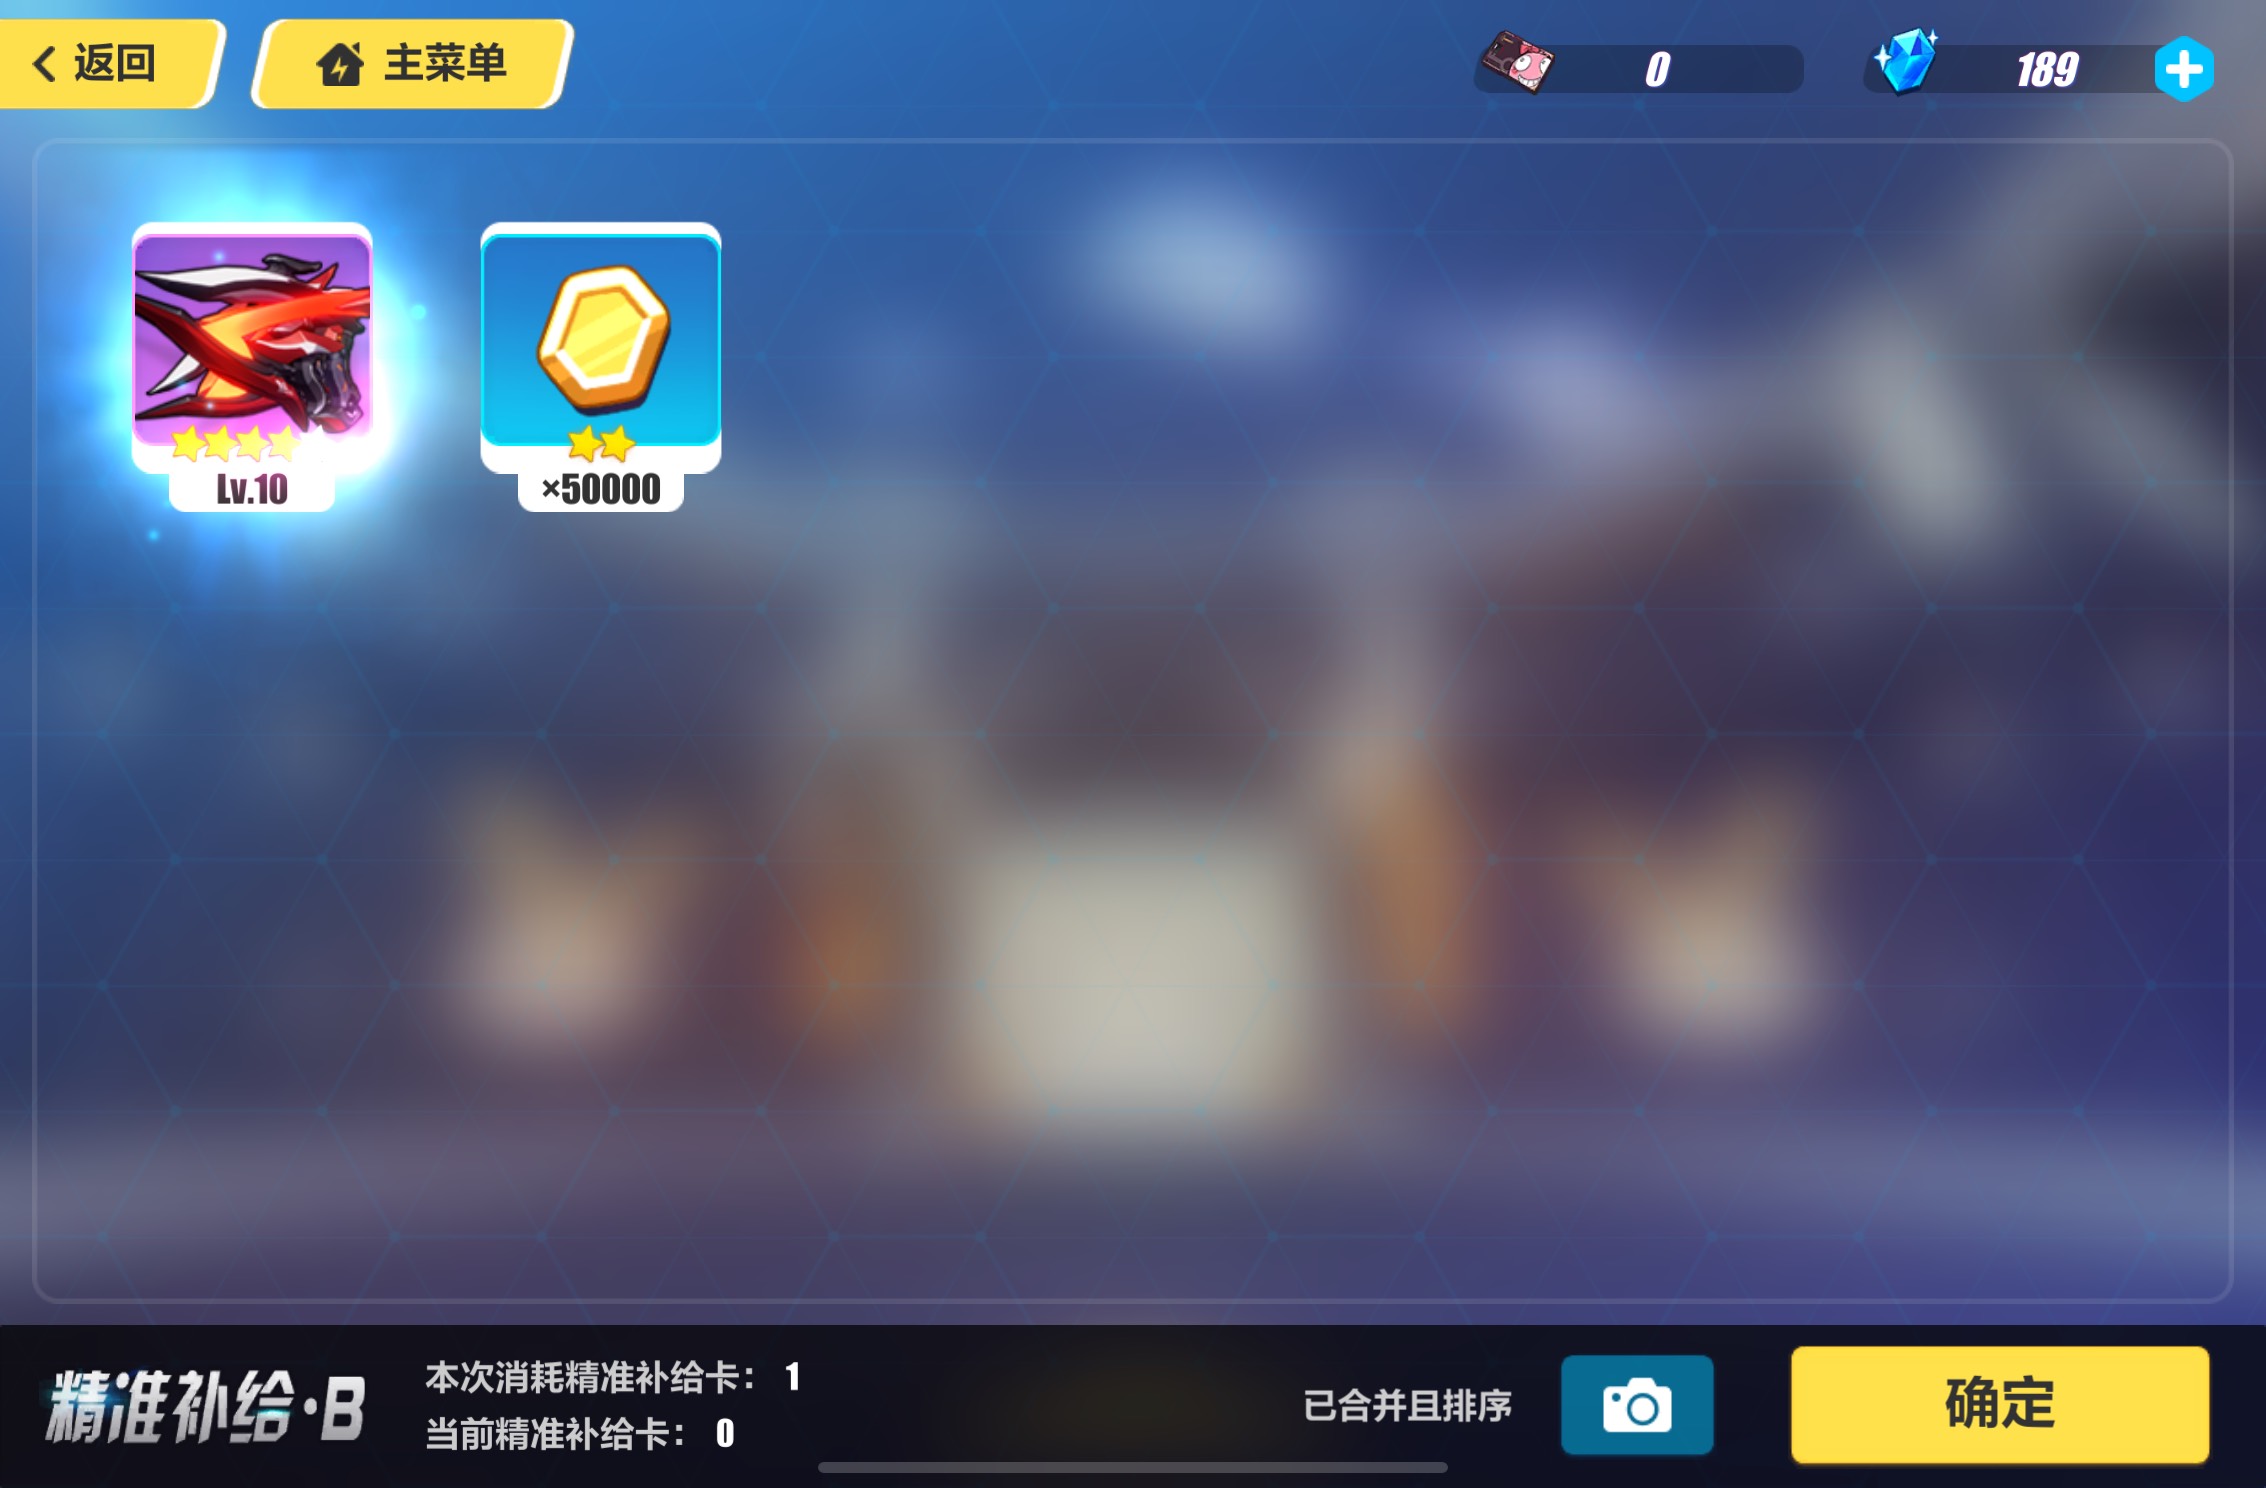 返回
主菜单
0
189
Lv.10
×50000
精准补给·B
本次消耗精准补给卡： 1
当前精准补给卡： 0
已合并且排序
确定